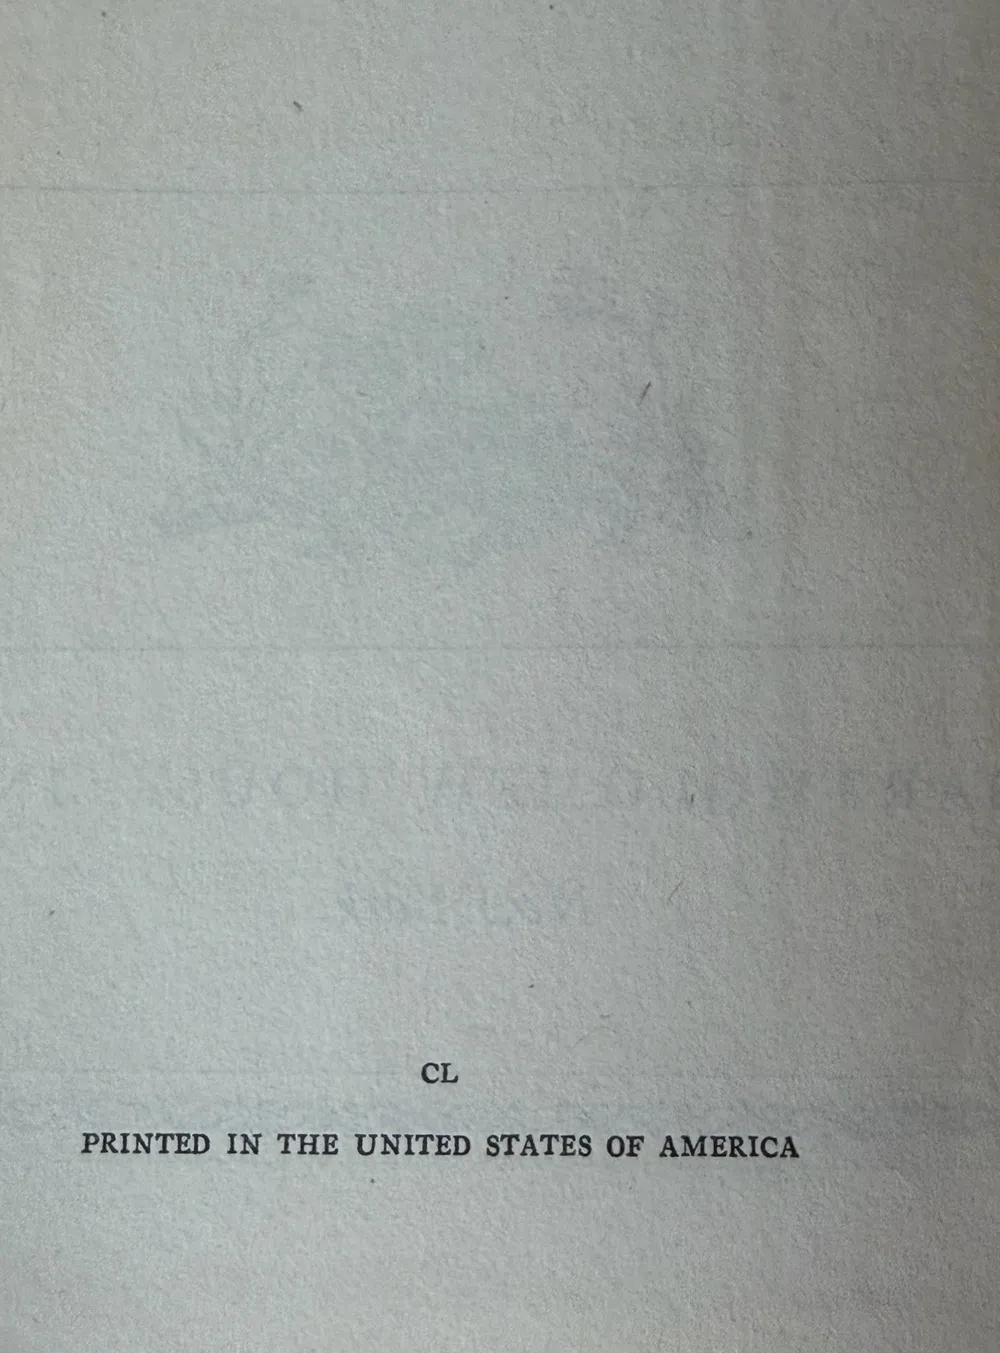 CL
PRINTED IN THE UNITED STATES OF AMERICA